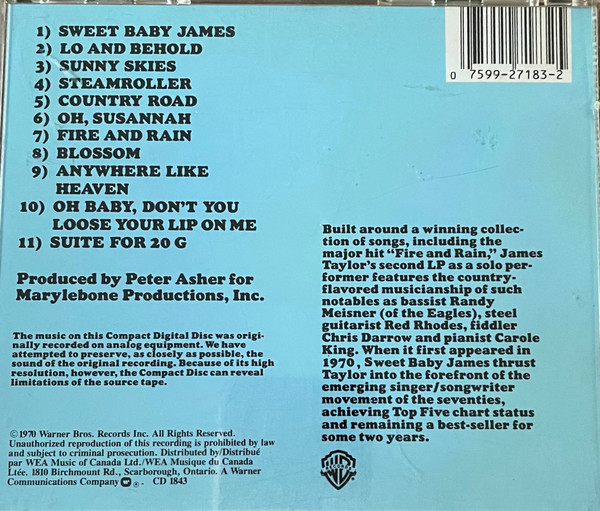 1) SWEET BABY JAMES
2) LO AND BEHOLD
3) SUNNY SKIES
4) STEAMROLLER
5) COUNTRY ROAD
6) OH, SUSANNAH
7) FIRE AND RAIN
8) BLOSSOM
9) ANYWHERE LIKE
HEAVEN
10) OH BABY, DON'T YOU
LOOSE YOUR LIP ON ME
11) SUITE FOR 20 G
Produced by Peter Asher for
Marylebone Productions, Inc.
The music on this Compact Digital Disc was origi-
nally recorded on analog equipment. We have
attempted to preserve, as closely as possible, the
sound of the original recording. Because of its high
resolution, however, the Compact Disc can reveal
limitations of the source tape.
©1970 Warner Bros. Records Inc. All Rights Reserved.
Unauthorized reproduction of this recording is prohibited by law
and subject to criminal prosecution. Distributed by/Distribué
par WEA Music of Canada Ltd./WEA Musique du Canada
Ltée. 1810 Birchmount Rd., Scarborough, Ontario. A Warner
Communications Company ®. CD 1843
0 7599-27183-2
Built around a winning collec-
tion of songs, including the
major hit "Fire and Rain," James
Taylor's second LP as a solo per-
former features the country-
flavored musicianship of such
notables as bassist Randy
Meisner (of the Eagles), steel
guitarist Red Rhodes, fiddler
Chris Darrow and pianist Carole
King. When it first appeared in
1970, Sweet Baby James thrust
Taylor into the forefront of the
emerging singer/songwriter
movement of the seventies,
achieving Top Five chart status
and remaining a best-seller for
some two years.